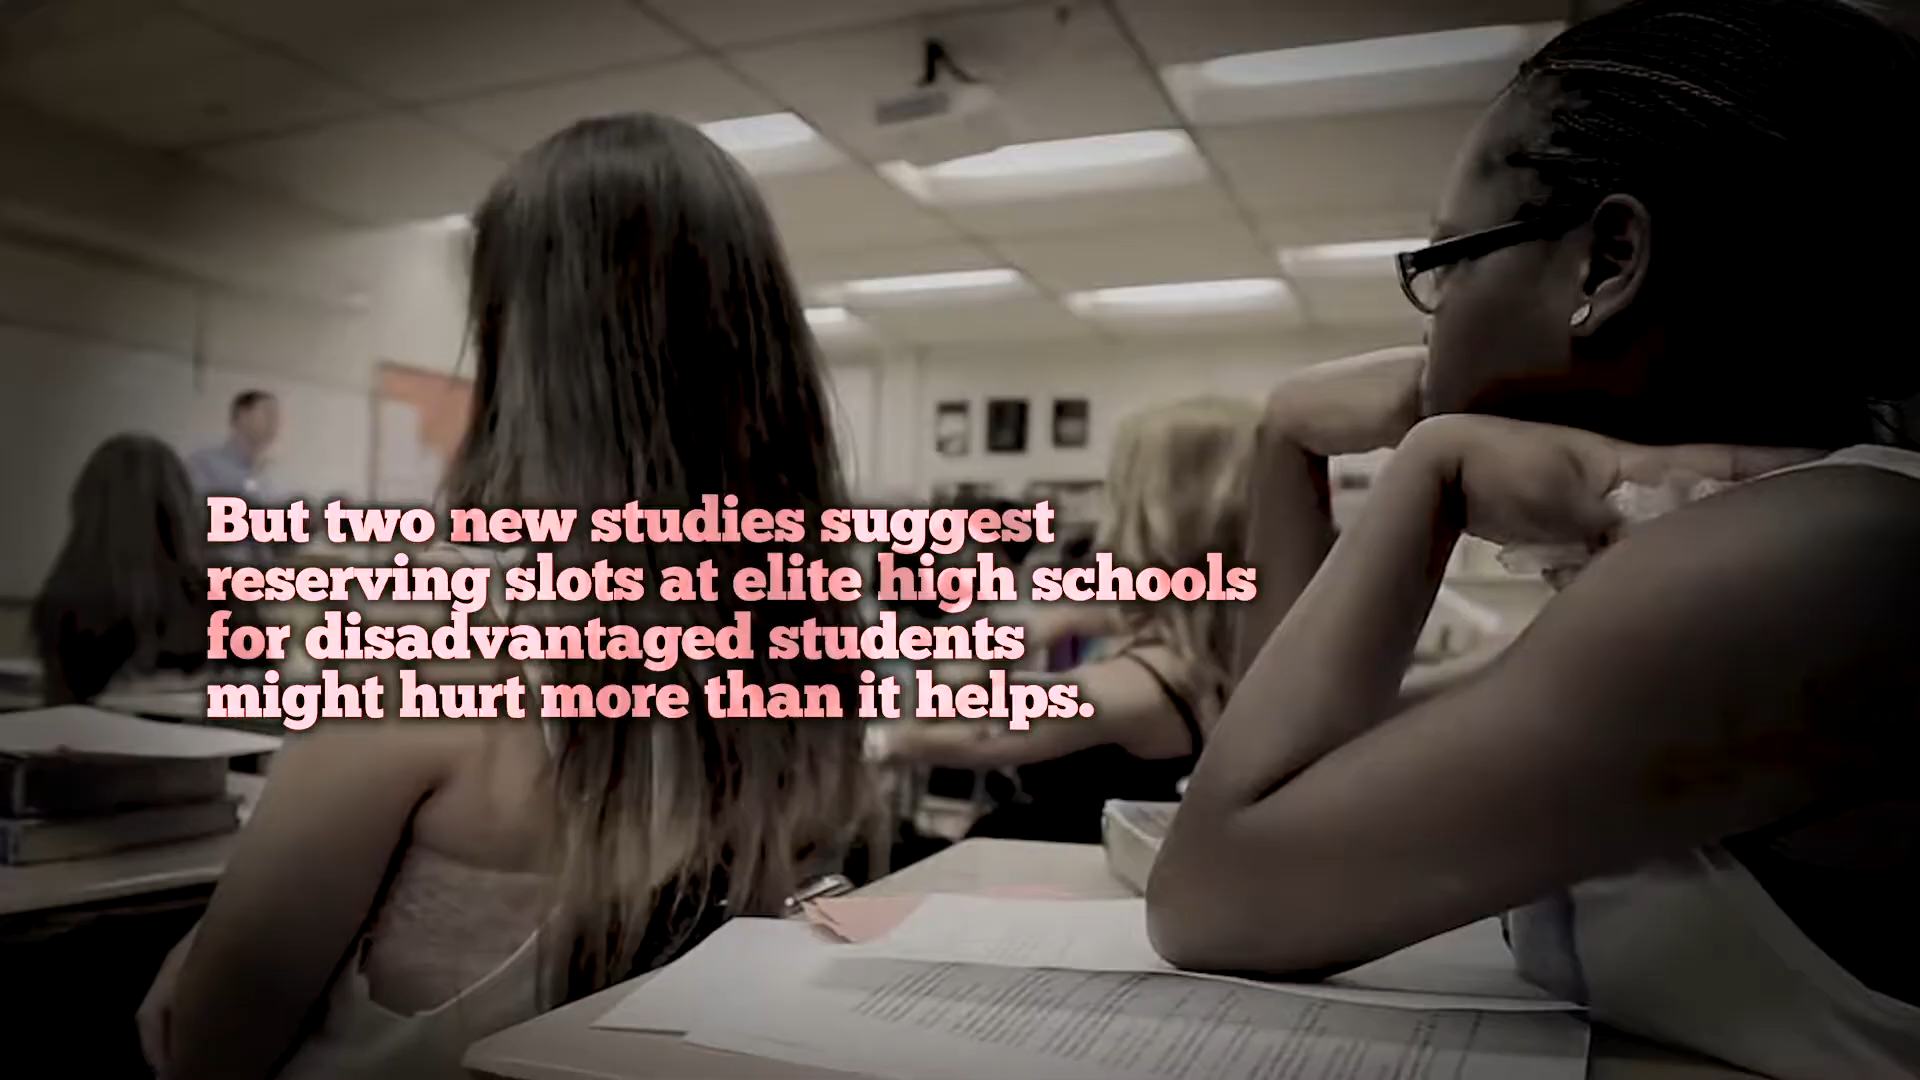 But two new studies suggest
reserving slots at elite high schools
for disadvantaged students
might hurt more than it helps.